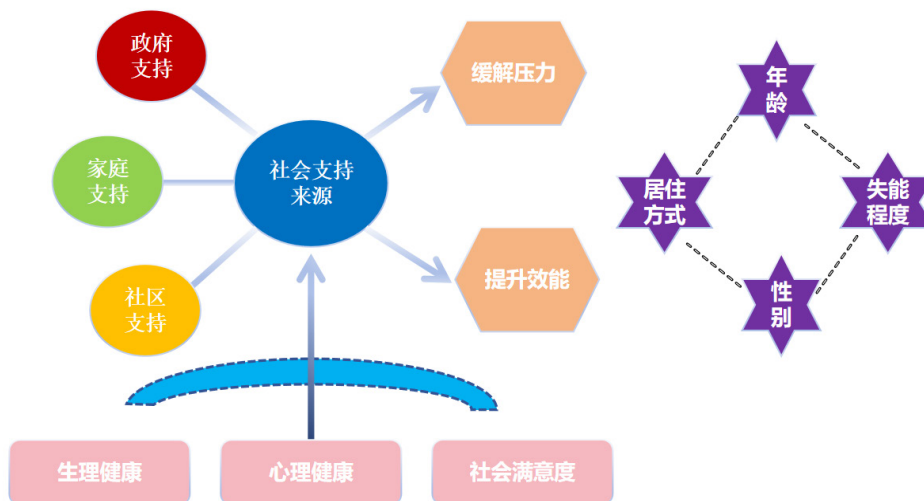 政府
支持
家庭
支持
社区
支持
社会支持
来源
缓解压力
提升效能
生理健康
心理健康
社会满意度
年
龄
居住
方式
失能
程度
性
别